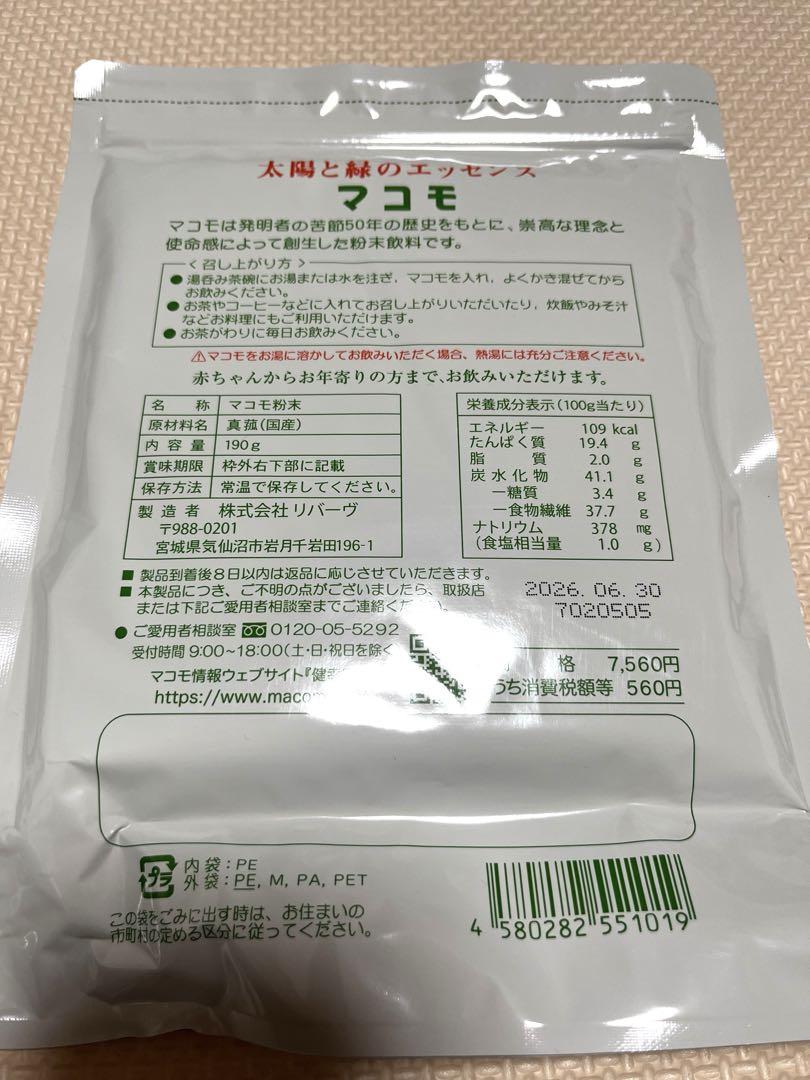 太陽と緑のエッセンス
マコモ
マコモは発明者の苦節50年の歴史をもとに、崇高な理念と
使命感によって創生した粉末飲料です。
〈召し上がり方〉
●湯呑み茶碗にお湯または水を注ぎ，マコモを入れ，よくかき混ぜてから
お飲みください。
●お茶やコーヒーなどに入れてお召し上がりいただいたり，炊飯やみそ汁
などお料理にもご利用いただけます。
●お茶がわりに毎日お飲みください。
⚠マコモをお湯に溶かしてお飲みいただく場合、熱湯には充分ご注意ください。
赤ちゃんからお年寄りの方まで、お飲みいただけます。
名称 マコモ粉末
原材料名 真菰(国産)
内容量 190g
賞味期限 枠外右下部に記載
保存方法 常温で保存してください。
製造者 株式会社 リバーヴ
〒988-0201
宮城県気仙沼市岩月千岩田196-1
栄養成分表示(100g当たり)
エネルギー 109 kcal
たんぱく質 19.4 g
脂質 2.0 g
炭水化物 41.1 g
—糖質 3.4 g
—食物繊維 37.7 g
ナトリウム 378 mg
(食塩相当量 1.0 g)
■製品到着後8日以内は返品に応じさせていただきます。
■本製品につき、ご不明の点がございましたら、取扱店
または下記ご愛用者相談室までご連絡ください。
2026.06.30
7020505
●ご愛用者相談室 0120-05-5292
受付時間 9:00~18:00(土・日・祝日を除く
マコモ情報ウェブサイト『健
https://www.macom
格 7,560円
うち消費税額等 560円
プラ
内袋:PE
外袋:PE, M, PA, PET
この袋をごみに出す時は、お住まいの
市町村の定める区分に従ってください。
4 580282 551019